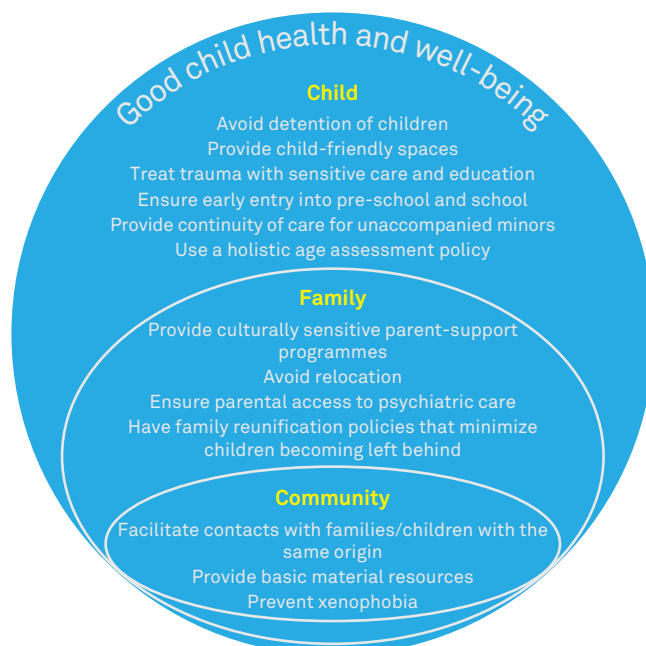 Good child health and well-being
Child
Avoid detention of children
Provide child-friendly spaces
Treat trauma with sensitive care and education
Ensure early entry into pre-school and school
Provide continuity of care for unaccompanied minors
Use a holistic age assessment policy
Family
Provide culturally sensitive parent-support
programmes
Avoid relocation
Ensure parental access to psychiatric care
Have family reunification policies that minimize
children becoming left behind
Community
Facilitate contacts with families/children with the
same origin
Provide basic material resources
Prevent xenophobia